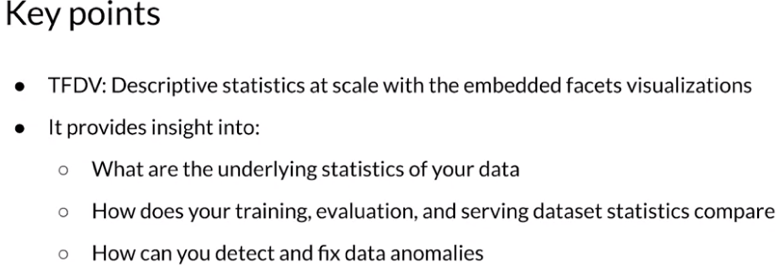 Key points
● TFDV: Descriptive statistics at scale with the embedded facets visualizations
● It provides insight into:
○ What are the underlying statistics of your data
○ How does your training, evaluation, and serving dataset statistics compare
○ How can you detect and fix data anomalies